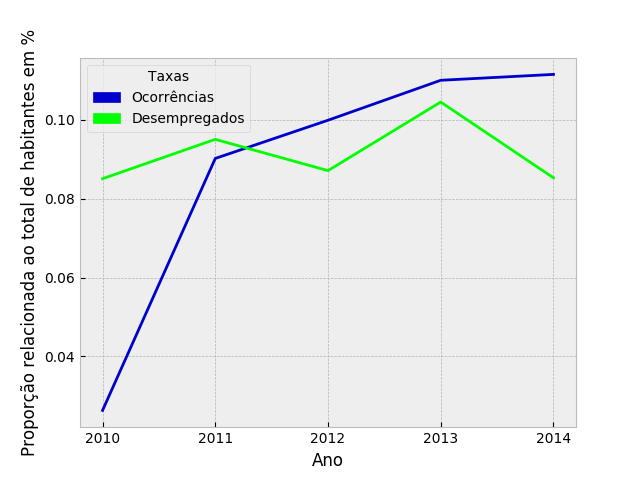 Proporção relacionada ao total de habitantes em %
Taxas
Ocorrências
Desempregados
0.10
0.08
0.06
0.04
2010 2011 2012 2013 2014
Ano